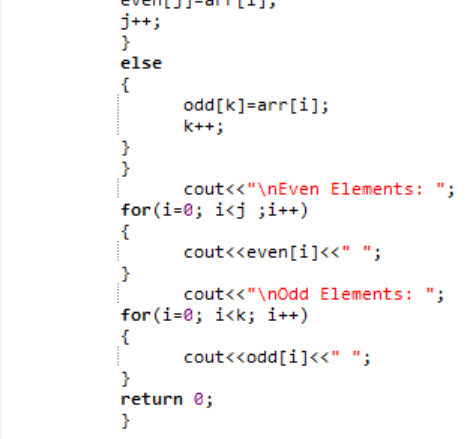 even[j]=arr[i];
j++;
}
else
{
odd[k]=arr[i];
k++;
}
}
cout<<"\nEven Elements: ";
for(i=0; i<j ;i++)
{
cout<<even[i]<<" ";
}
cout<<"\nOdd Elements: ";
for(i=0; i<k; i++)
{
cout<<odd[i]<<" ";
}
return 0;
}